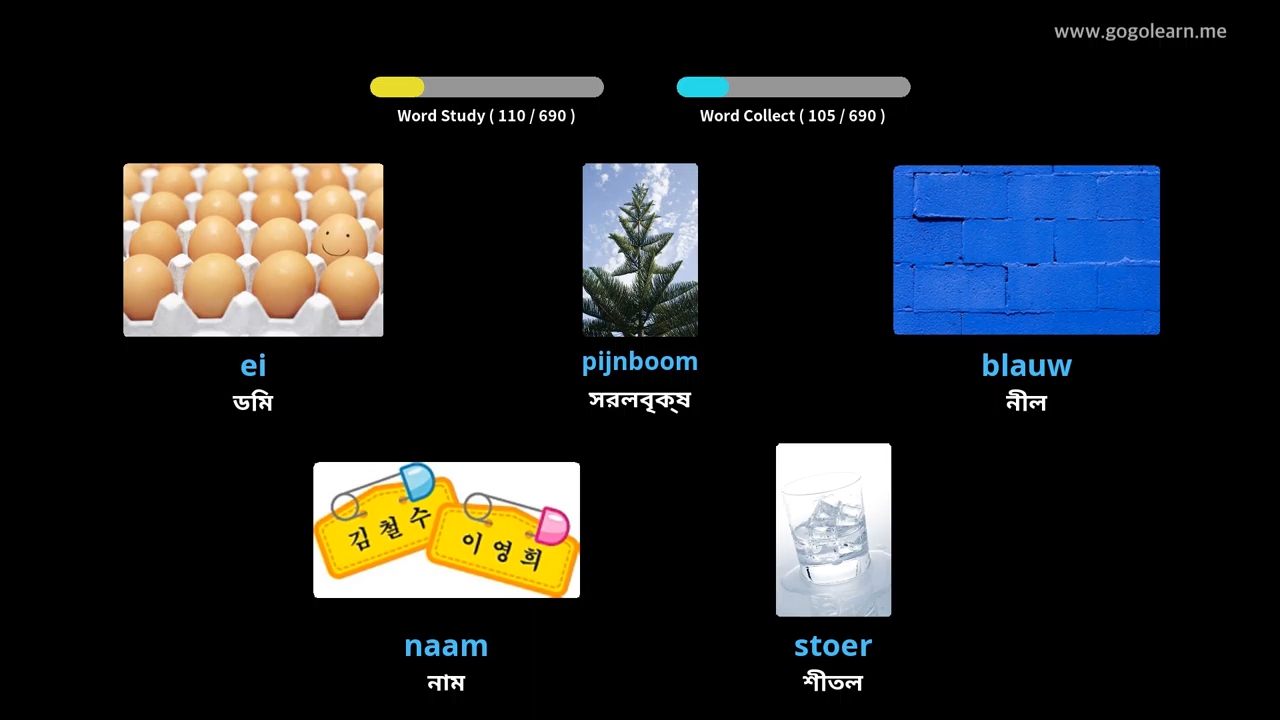 www.gogolearn.me
Word Study ( 110 / 690 )
Word Collect ( 105 / 690 )
ei
ডমি
pijnboom
সরলবৃক্‌ষ
blauw
নীল
김철수
이영희
naam
নাম
stoer
শীতল